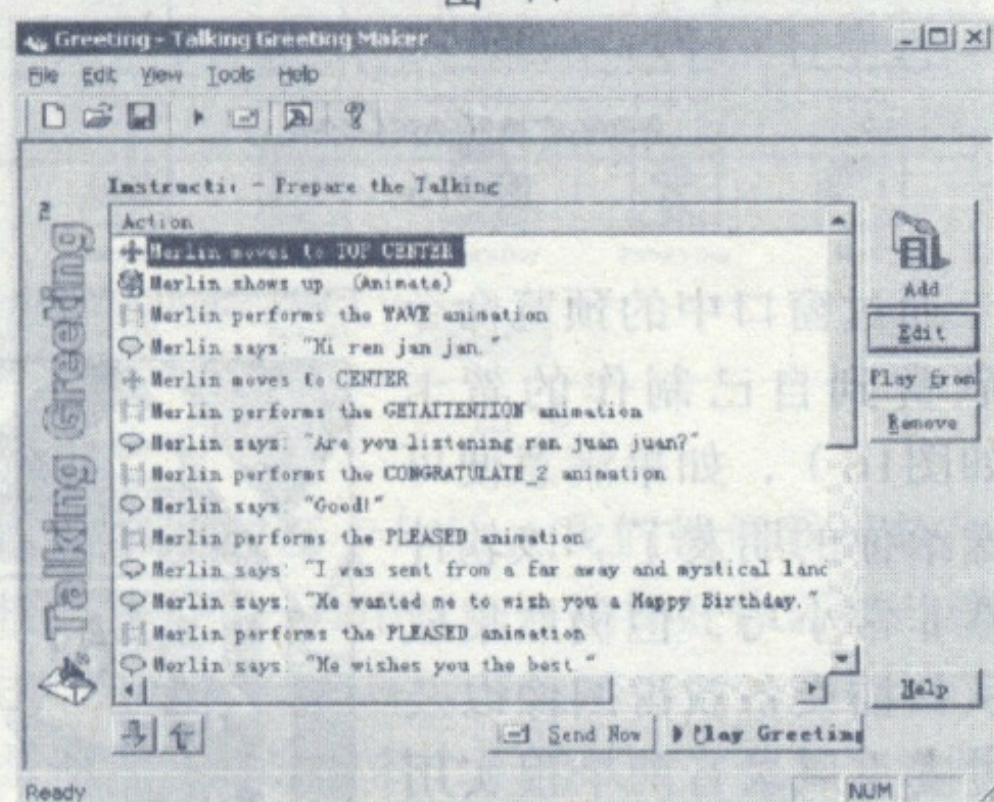 Greeting - Talking Greeting Maker
File Edit View Tools Help
Instructi: - Prepare the Talking
Talking Greeting
Action
Merlin moves to TOP CENTER
Merlin shows up (Animate)
Merlin performs the WAVE animation
Merlin says: "Hi ren jan jan."
Merlin moves to CENTER
Merlin performs the GETATTENTION animation
Merlin says: "Are you listening ren juan juan?"
Merlin performs the CONGRATULATE_2 animation
Merlin says: "Good!"
Merlin performs the PLEASED animation
Merlin says: "I was sent from a far away and mystical land
Merlin says: "He wanted me to wish you a Happy Birthday."
Merlin performs the PLEASED animation
Merlin says: "He wishes you the best "
Add
Edit
Play from
Remove
Help
Send Now
Play Greeting
Ready
NUM